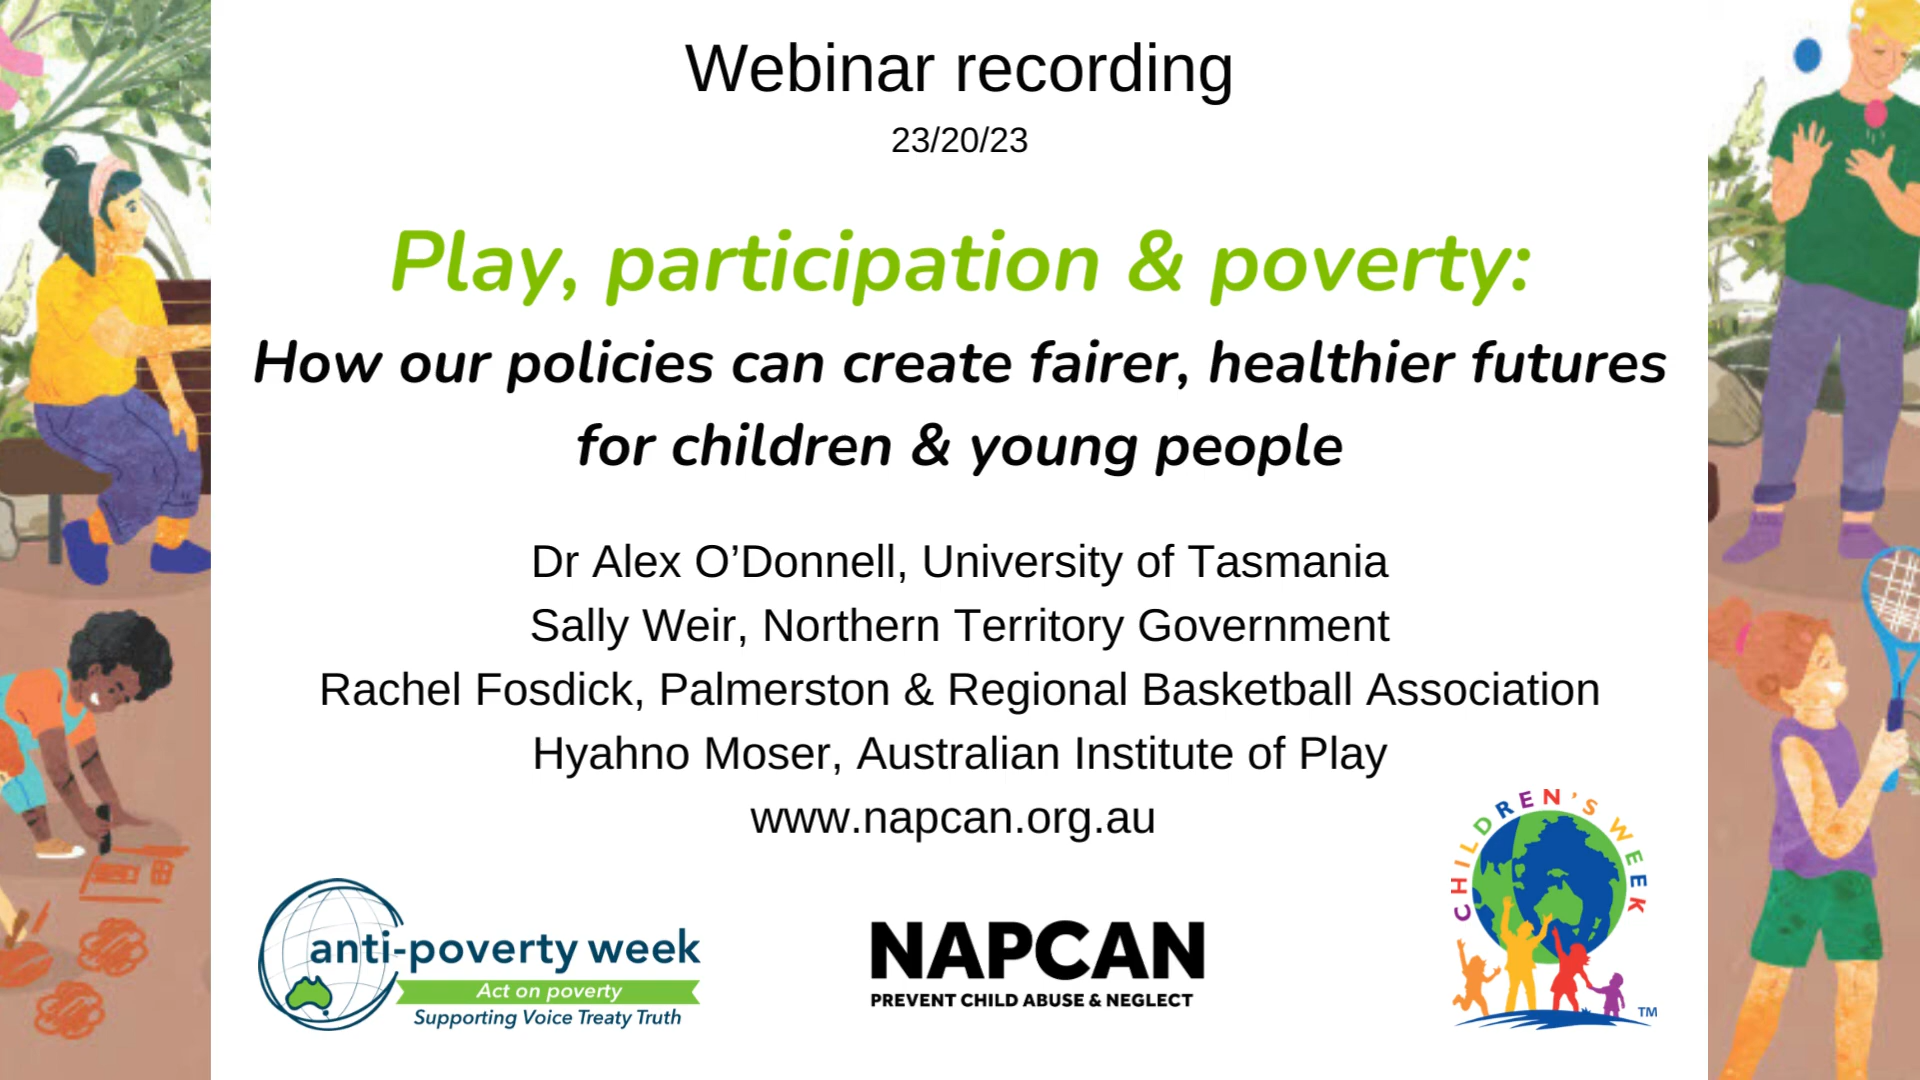 Webinar recording
23/20/23
Play, participation & poverty:
How our policies can create fairer, healthier futures
for children & young people
Dr Alex O’Donnell, University of Tasmania
Sally Weir, Northern Territory Government
Rachel Fosdick, Palmerston & Regional Basketball Association
Hyahno Moser, Australian Institute of Play
www.napcan.org.au
anti-poverty week
Act on poverty
Supporting Voice Treaty Truth
NAPCAN
PREVENT CHILD ABUSE & NEGLECT
CHILDREN'S WEEK
TM